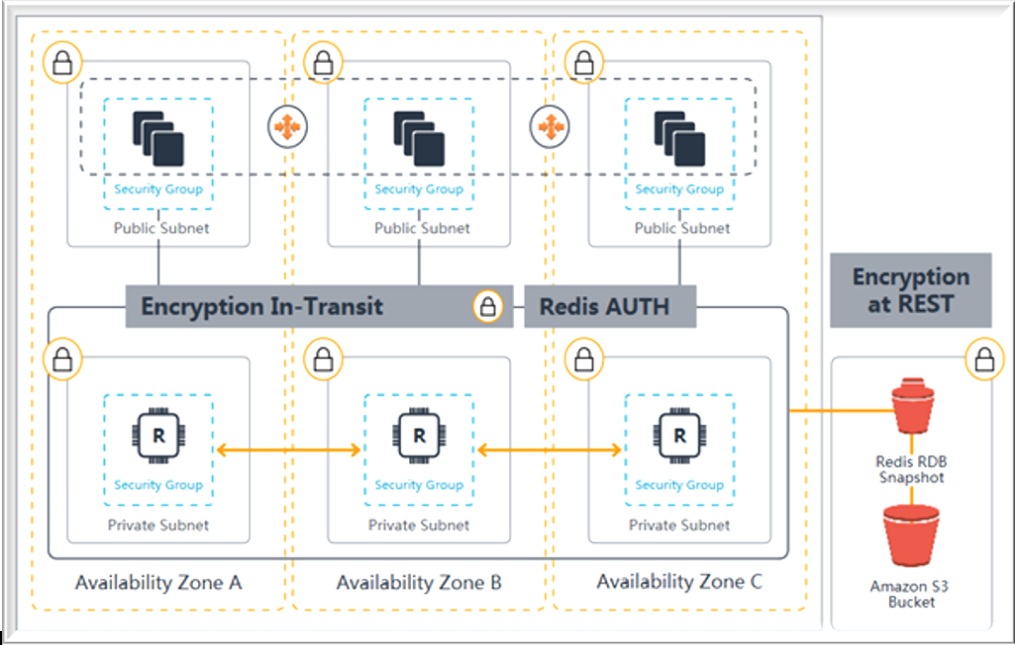 Security Group
Security Group
Security Group
Public Subnet
Public Subnet
Public Subnet
Encryption In-Transit
Redis AUTH
Encryption
at REST
R
R
R
Security Group
Security Group
Security Group
Private Subnet
Private Subnet
Private Subnet
Availability Zone A
Availability Zone B
Availability Zone C
Redis RDB
Snapshot
Amazon S3
Bucket